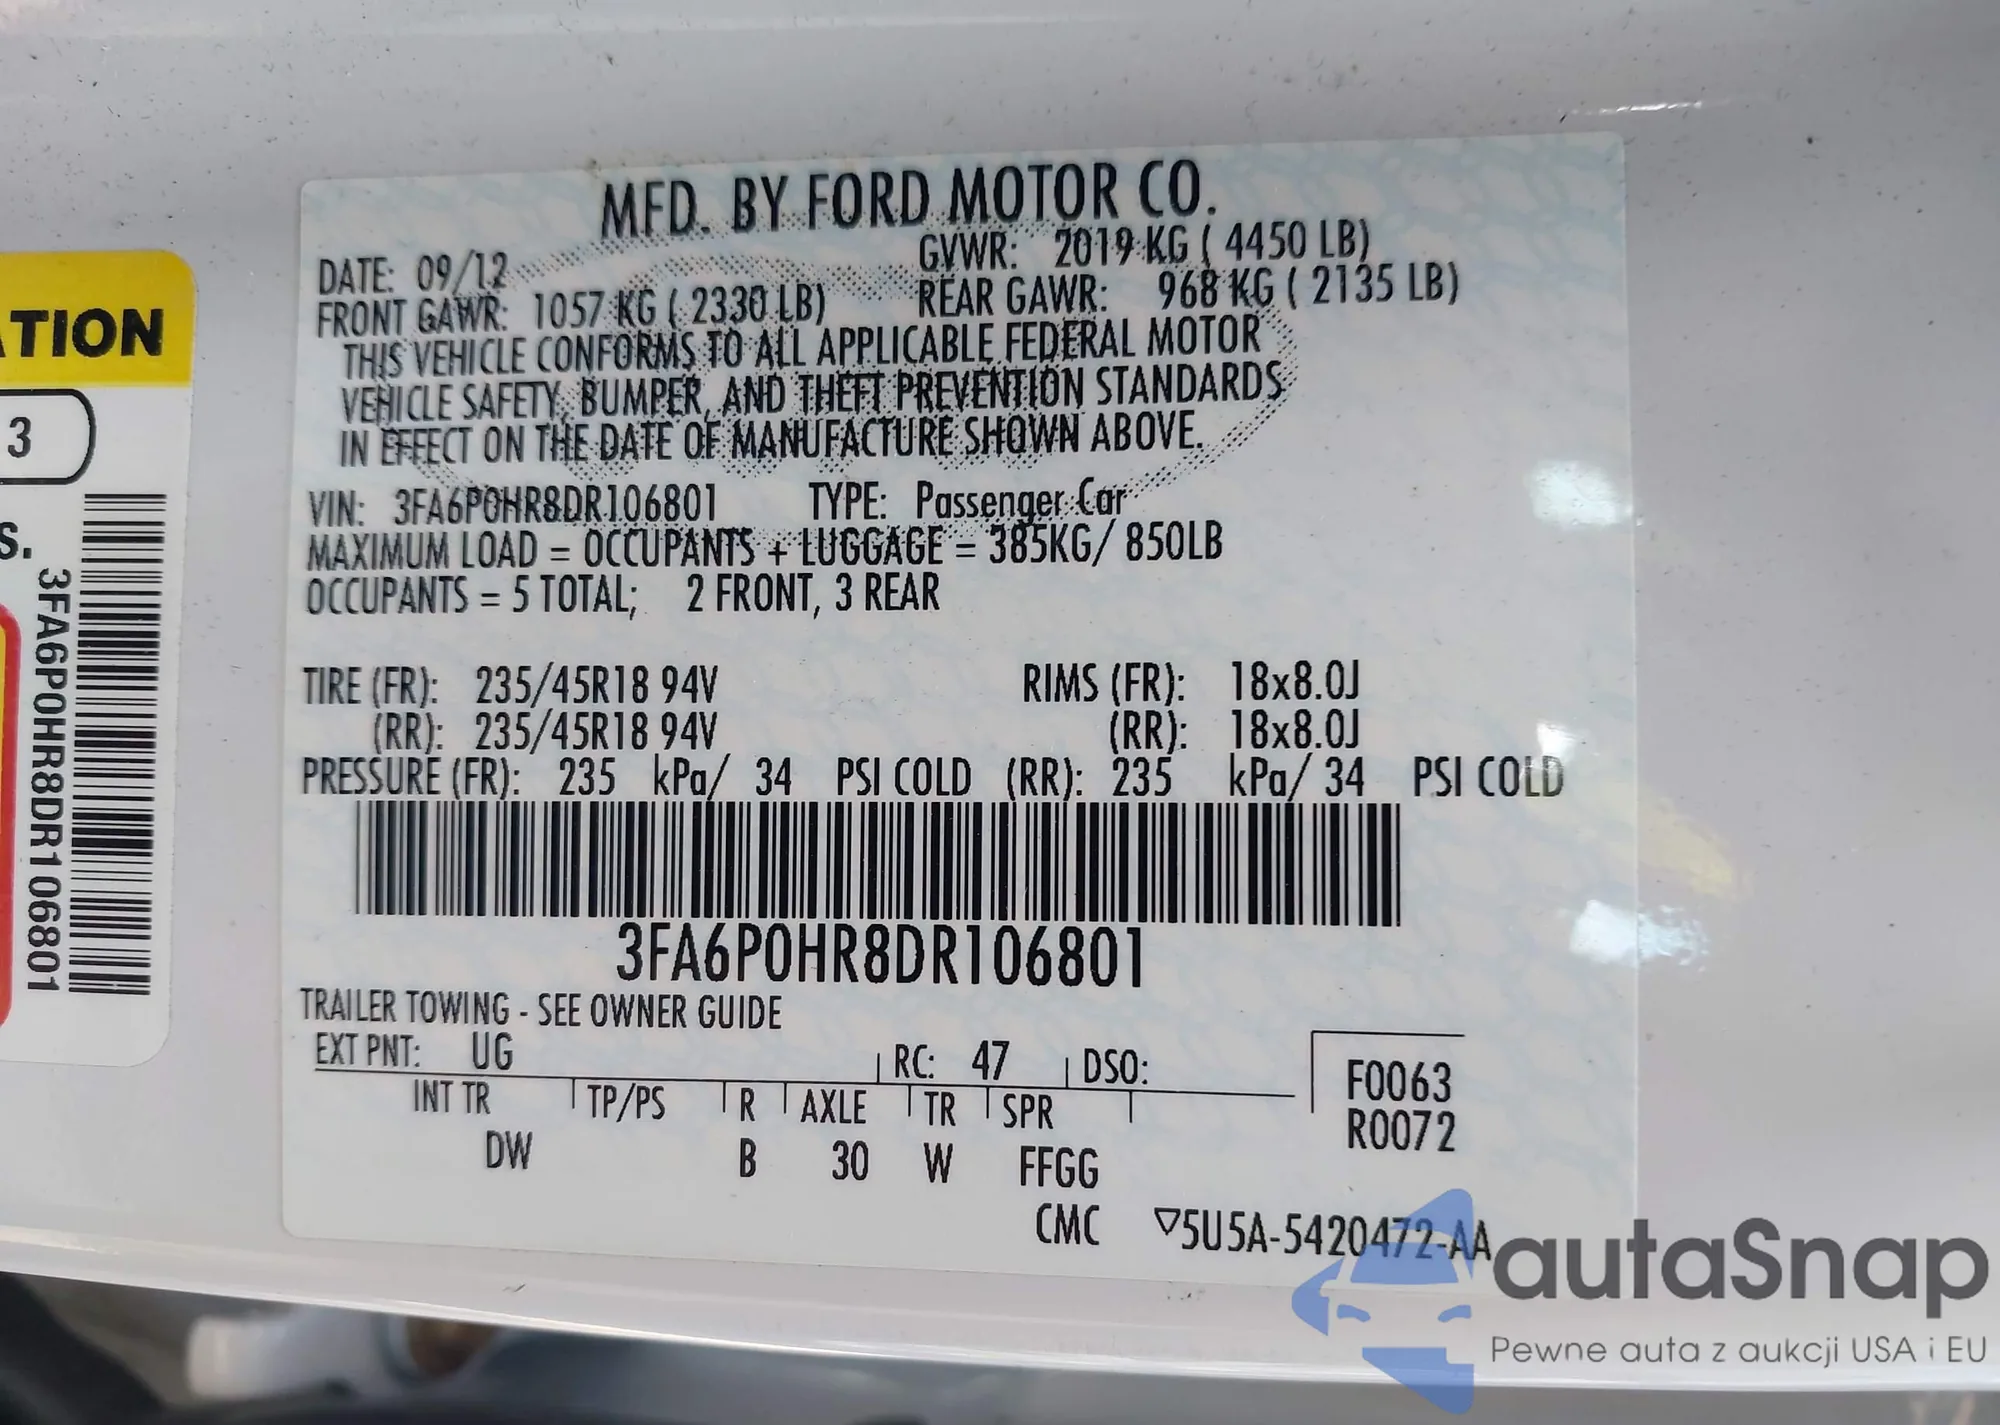 ATION
3
S.
3FA6P0HR8DR106801
MFD. BY FORD MOTOR CO.
DATE: 09/12 GVWR: 2019 KG ( 4450 LB)
FRONT GAWR: 1057 KG ( 2330 LB) REAR GAWR: 968 KG ( 2135 LB)
THIS VEHICLE CONFORMS TO ALL APPLICABLE FEDERAL MOTOR
VEHICLE SAFETY, BUMPER, AND THEFT PREVENTION STANDARDS
IN EFFECT ON THE DATE OF MANUFACTURE SHOWN ABOVE.
VIN: 3FA6P0HR8DR106801 TYPE: Passenger Car
MAXIMUM LOAD = OCCUPANTS + LUGGAGE = 385KG/ 850LB
OCCUPANTS = 5 TOTAL; 2 FRONT, 3 REAR
TIRE (FR): 235/45R18 94V RIMS (FR): 18x8.0J
(RR): 235/45R18 94V (RR): 18x8.0J
PRESSURE (FR): 235 kPa/ 34 PSI COLD (RR): 235 kPa/ 34 PSI COLD
3FA6P0HR8DR106801
TRAILER TOWING - SEE OWNER GUIDE
EXT PNT: UG RC: 47 DSO:
INT TR TP/PS R AXLE TR SPR
DW B 30 W FFGG
F0063
R0072
CMC ▽5U5A-5420472-AA
autaSnap
Pewne auta z aukcji USA i EU